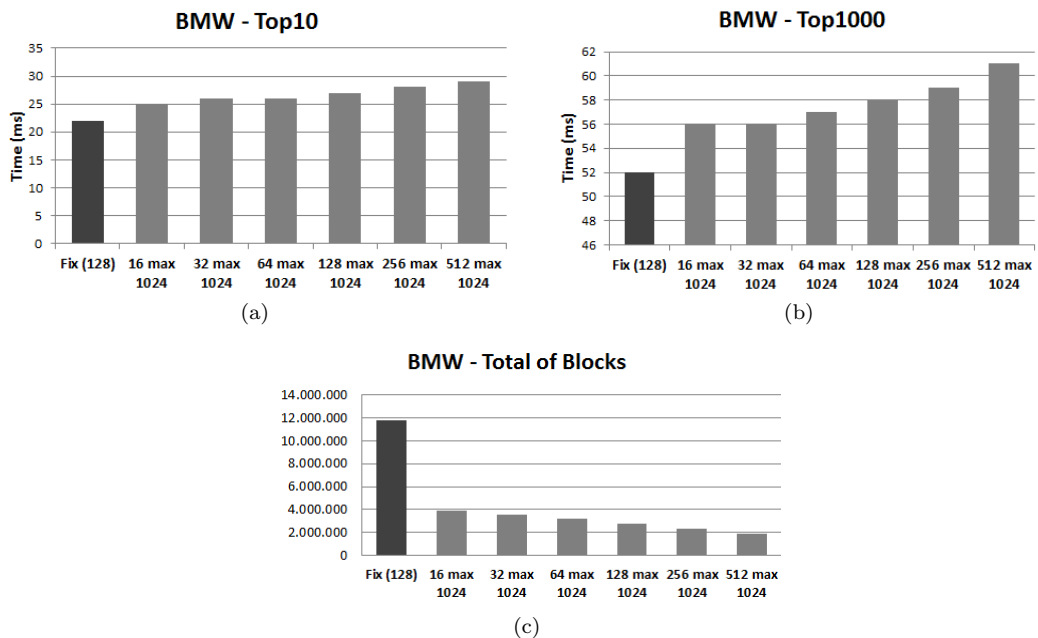 BMW - Top10
35
30
25
20
15
10
5
0
Time (ms)
Fix (128) 16 max 32 max 64 max 128 max 256 max 512 max
1024 1024 1024 1024 1024 1024
(a)
BMW - Top1000
62
60
58
56
54
52
50
48
46
Time (ms)
Fix (128) 16 max 32 max 64 max 128 max 256 max 512 max
1024 1024 1024 1024 1024 1024
(b)
BMW - Total of Blocks
14.000.000
12.000.000
10.000.000
8.000.000
6.000.000
4.000.000
2.000.000
0
Fix (128) 16 max 32 max 64 max 128 max 256 max 512 max
1024 1024 1024 1024 1024 1024
(c)